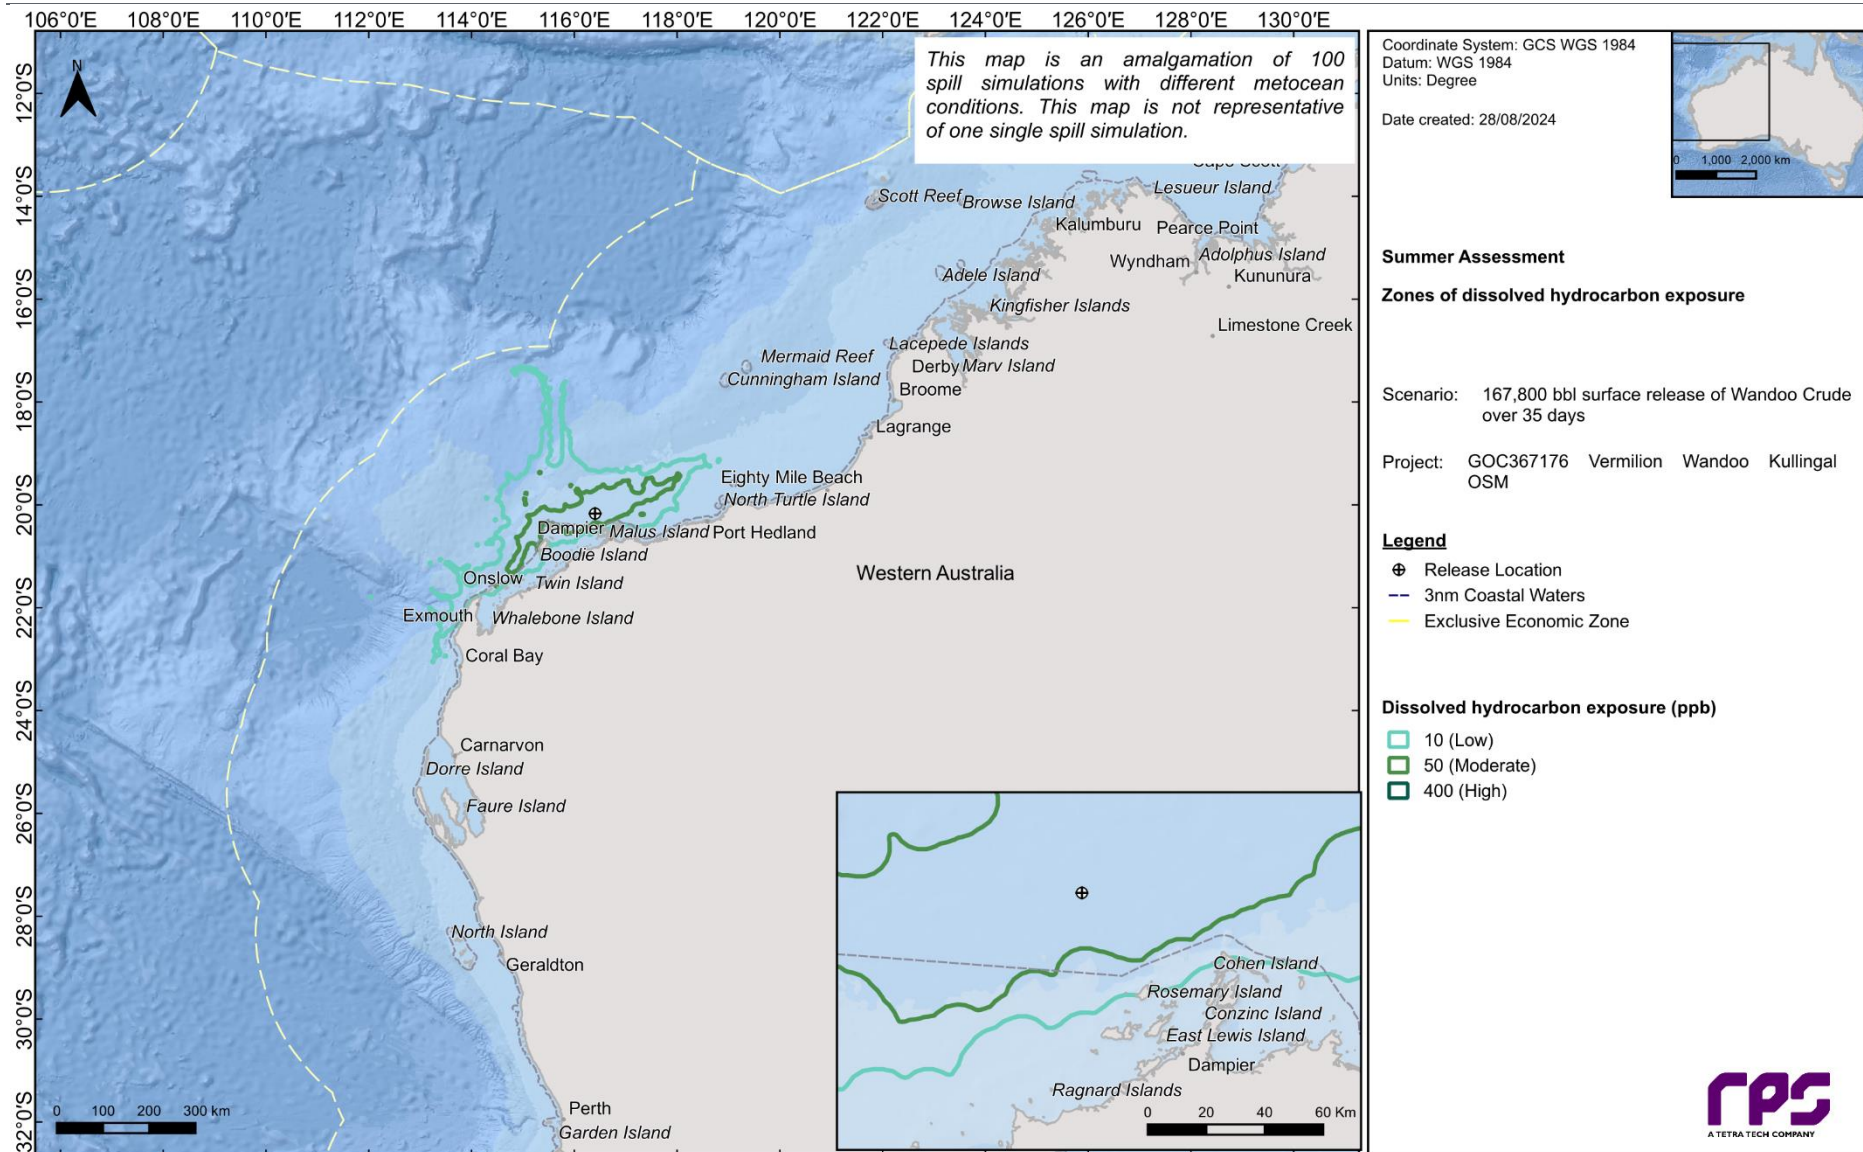 106°0'E 108°0'E 110°0'E 112°0'E 114°0'E 116°0'E 118°0'E 120°0'E 122°0'E 124°0'E 126°0'E 128°0'E 130°0'E
12°0'S
14°0'S
16°0'S
18°0'S
20°0'S
22°0'S
24°0'S
26°0'S
28°0'S
30°0'S
32°0'S
N
This map is an amalgamation of 100
spill simulations with different metocean
conditions. This map is not representative
of one single spill simulation.
Scott Reef
Browse Island
Lesueur Island
Kalumburu
Pearce Point
Wyndham
Adolphus Island
Kununura
Adele Island
Kingfisher Islands
Limestone Creek
Lacepede Islands
Mermaid Reef
Derby
Mary Island
Cunningham Island
Broome
Lagrange
Eighty Mile Beach
North Turtle Island
Dampier
Malus Island
Port Hedland
Boodie Island
Onslow
Twin Island
Western Australia
Exmouth
Whalebone Island
Coral Bay
Carnarvon
Dorre Island
Faure Island
North Island
Geraldton
Perth
Garden Island
0 100 200 300 km
Cohen Island
Rosemary Island
Conzinc Island
East Lewis Island
Dampier
Ragnard Islands
0 20 40 60 Km
Coordinate System: GCS WGS 1984
Datum: WGS 1984
Units: Degree
Date created: 28/08/2024
0 1,000 2,000 km
Summer Assessment
Zones of dissolved hydrocarbon exposure
Scenario: 167,800 bbl surface release of Wandoo Crude
over 35 days
Project: GOC367176 Vermilion Wandoo Kullingal
OSM
Legend
Release Location
3nm Coastal Waters
Exclusive Economic Zone
Dissolved hydrocarbon exposure (ppb)
10 (Low)
50 (Moderate)
400 (High)
rps
A TETRA TECH COMPANY